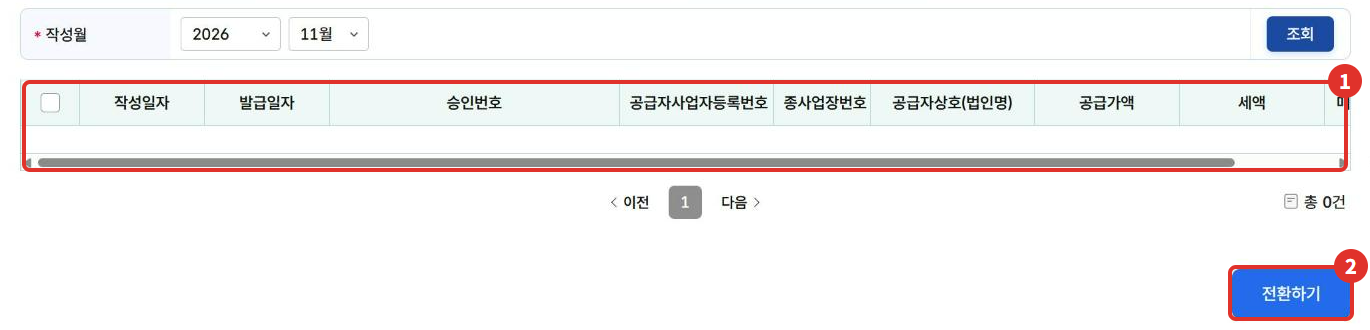 * 작성월 2026 11월 조회
1
작성일자 발급일자 승인번호 공급자사업자등록번호 종사업장번호 공급자상호(법인명) 공급가액 세액
이전 1 다음 총 0건
2
전환하기